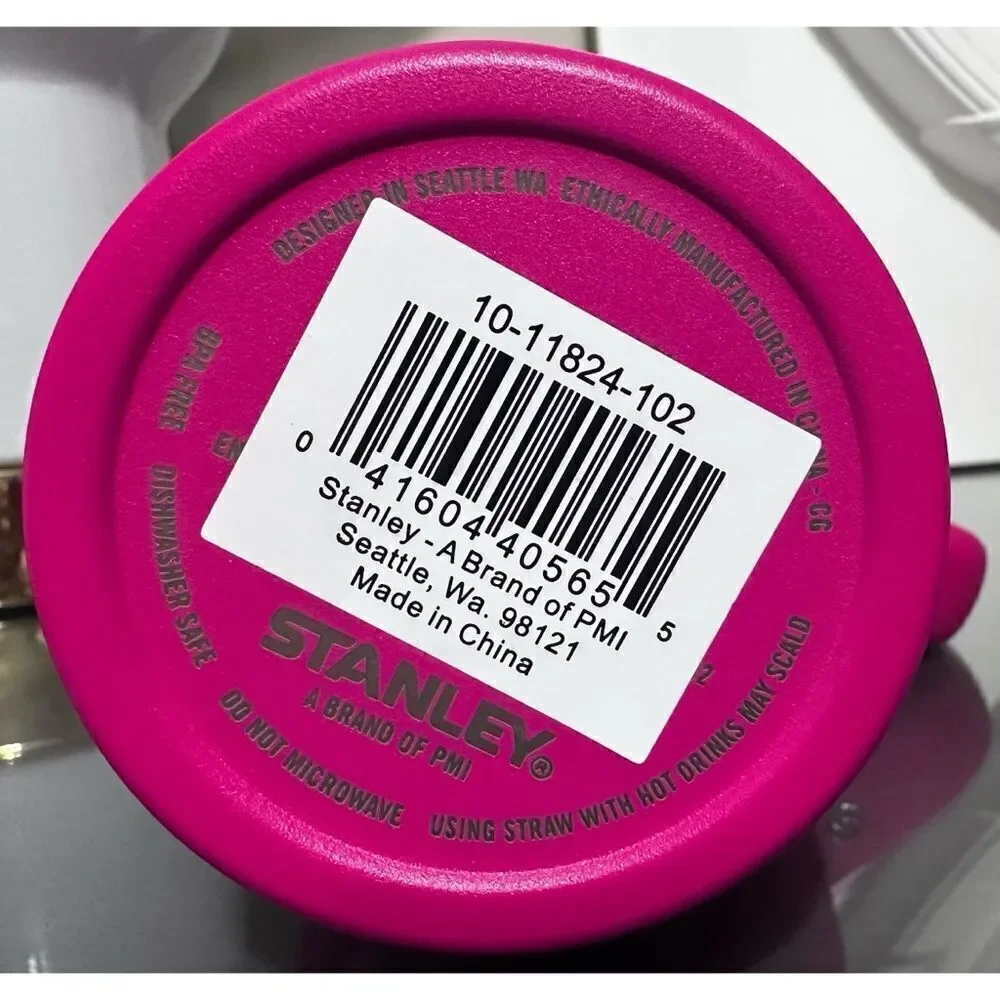 DESIGNED IN SEATTLE WA ETHICALLY MANUFACTURED IN - CG
10-11824-102
0 41604 40565 5
Stanley - A Brand of PMI
Seattle, Wa. 98121
Made in China
BPA FREE
DISHWASHER SAFE
STANLEY®
A BRAND OF PMI
DO NOT MICROWAVE
USING STRAW WITH HOT DRINKS MAY SCALD